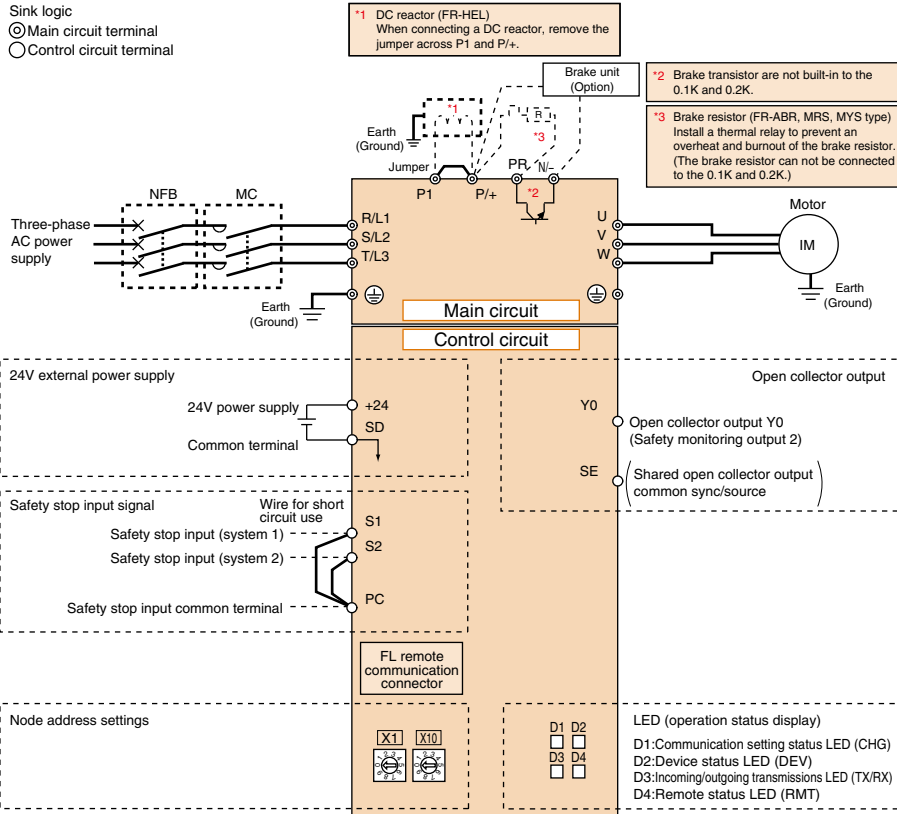 Sink logic
Main circuit terminal
Control circuit terminal
*1 DC reactor (FR-HEL)
When connecting a DC reactor, remove the
jumper across P1 and P/+.
Brake unit
(Option)
*2 Brake transistor are not built-in to the
0.1K and 0.2K.
*3 Brake resistor (FR-ABR, MRS, MYS type)
Install a thermal relay to prevent an
overheat and burnout of the brake resistor.
(The brake resistor can not be connected
to the 0.1K and 0.2K.)
*1
R
*3
Earth
(Ground)
Jumper
P1
P/+
PR
N/-
*2
NFB
MC
Three-phase
AC power
supply
R/L1
S/L2
T/L3
U
V
W
Motor
IM
Earth
(Ground)
Earth
(Ground)
Main circuit
Control circuit
24V external power supply
24V power supply
+24
SD
Common terminal
Open collector output
Y0
Open collector output Y0
(Safety monitoring output 2)
SE
(Shared open collector output
common sync/source)
Safety stop input signal
Wire for short
circuit use
Safety stop input (system 1)
S1
Safety stop input (system 2)
S2
Safety stop input common terminal
PC
FL remote
communication
connector
Node address settings
X1
X10
D1 D2
D3 D4
LED (operation status display)
D1:Communication setting status LED (CHG)
D2:Device status LED (DEV)
D3:Incoming/outgoing transmissions LED (TX/RX)
D4:Remote status LED (RMT)